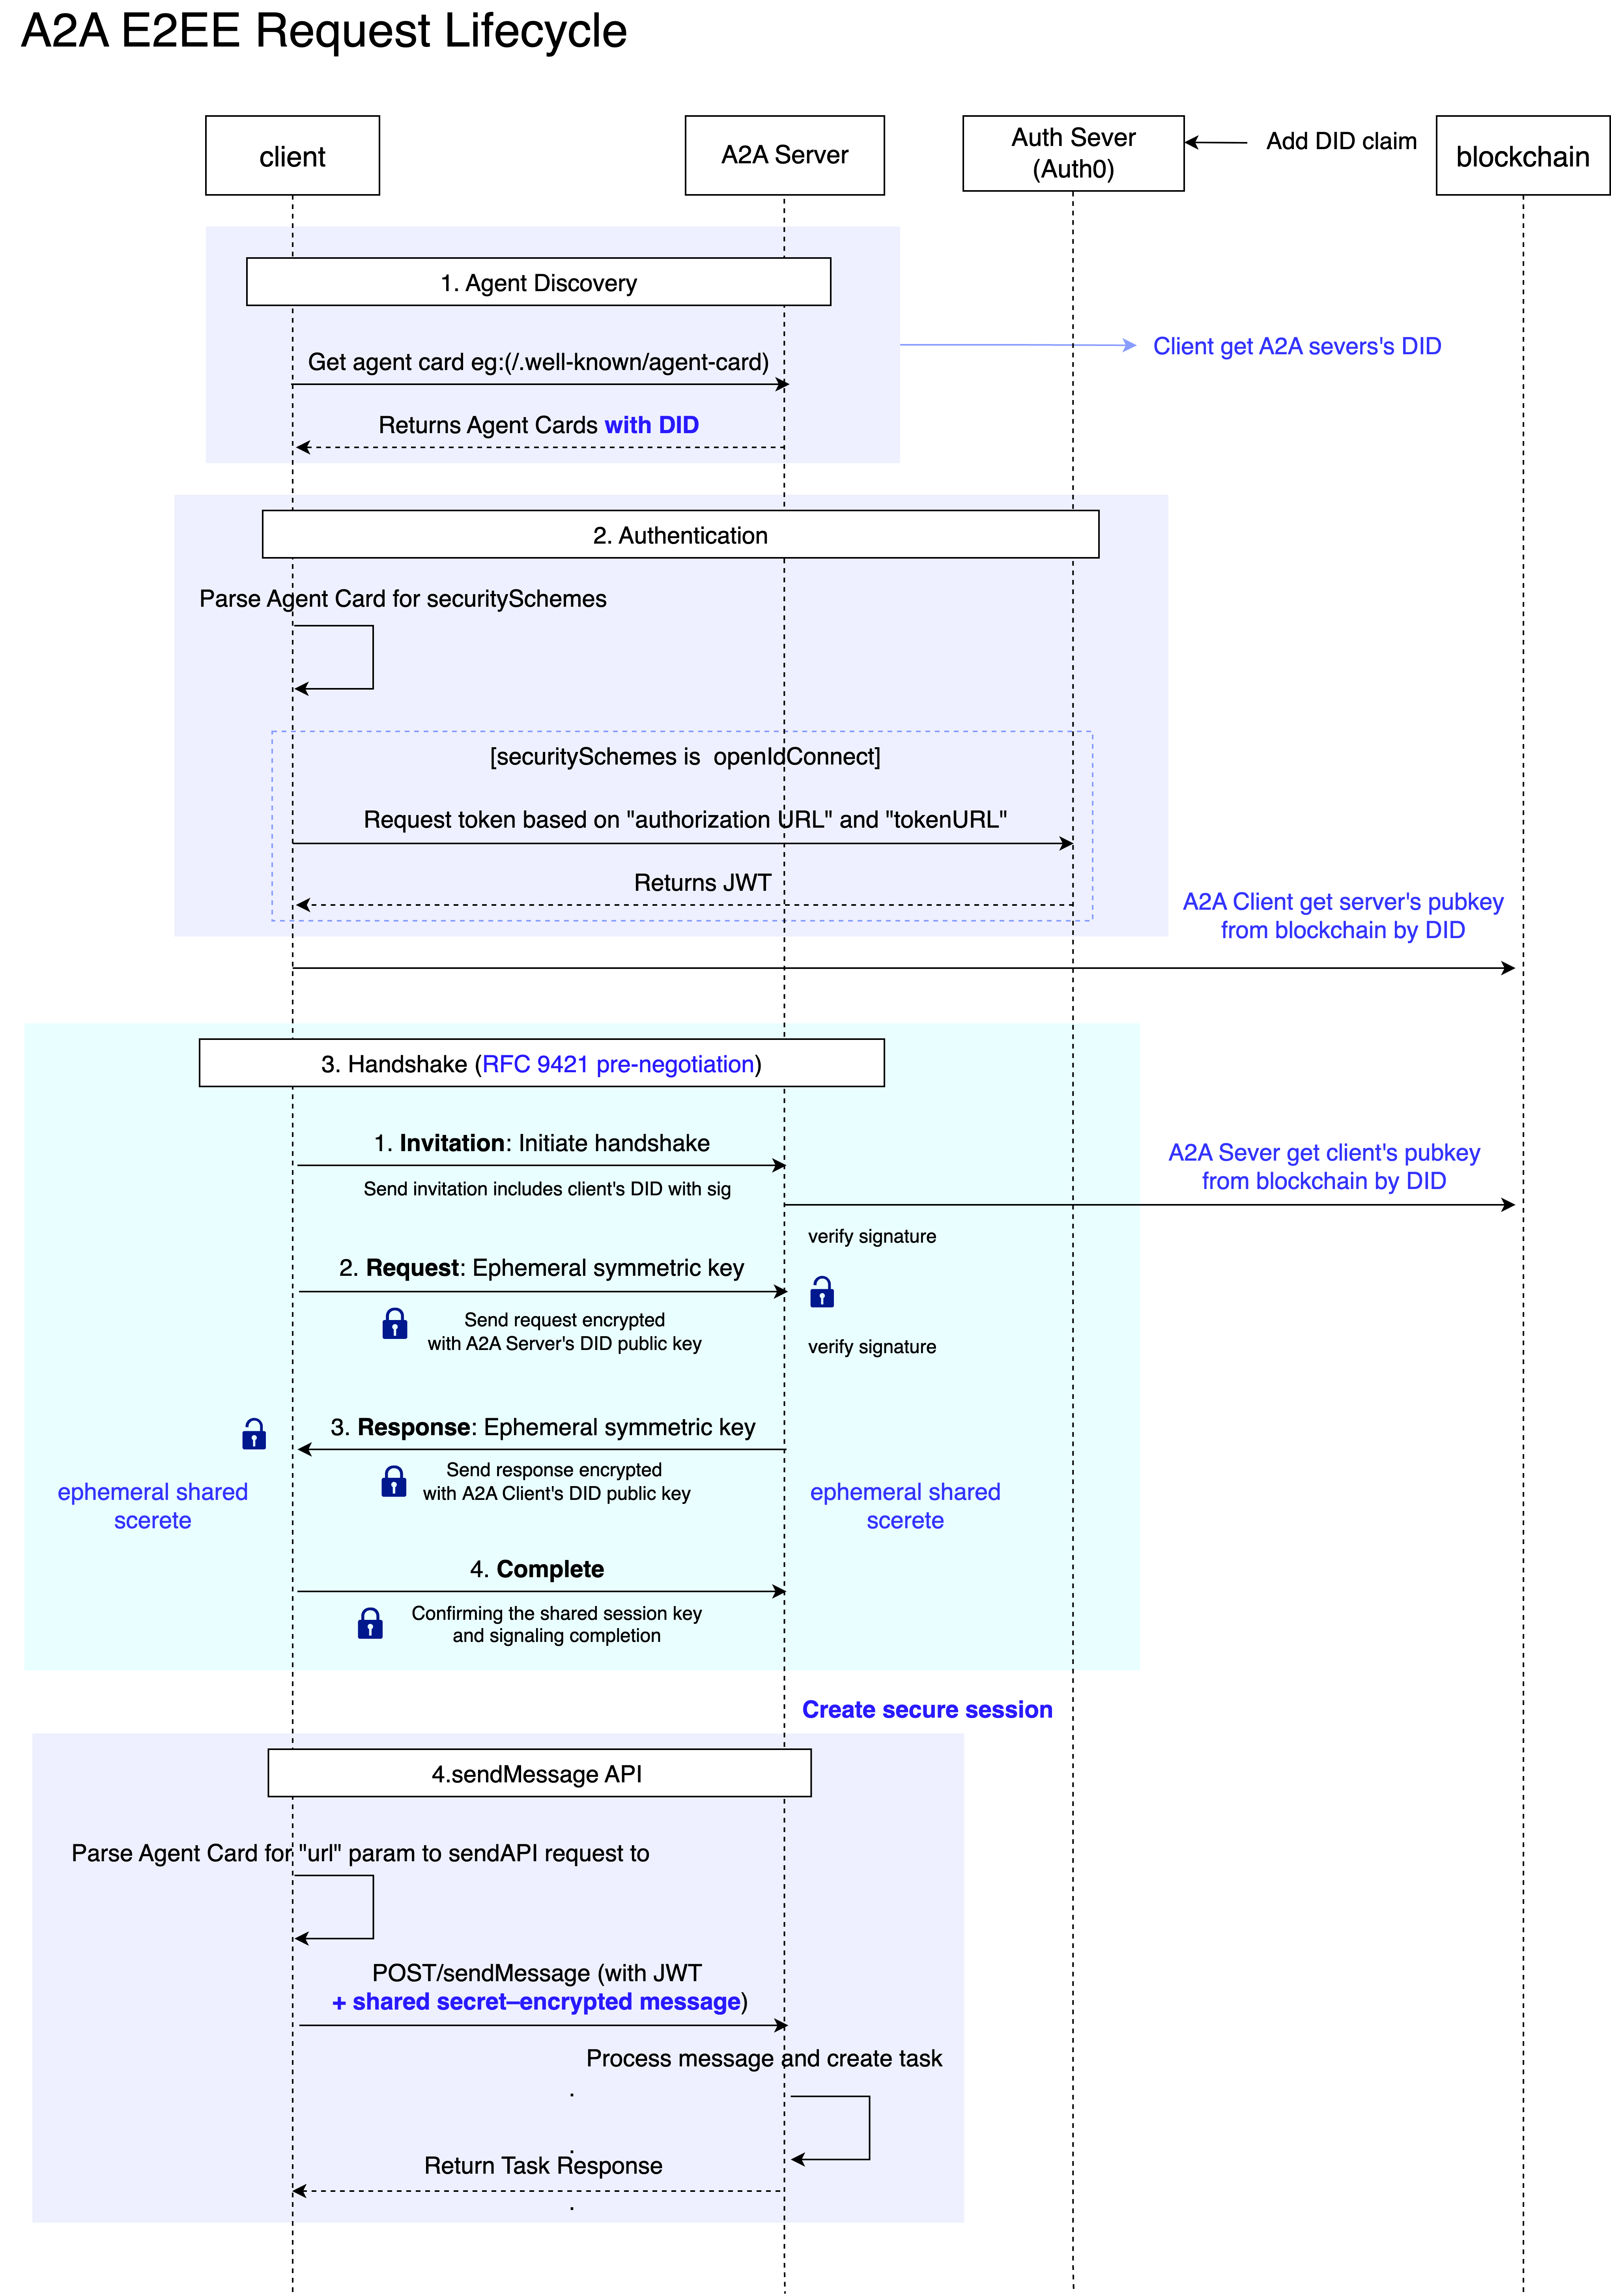 A2A E2EE Request Lifecycle
client
A2A Server
Auth Sever
(Auth0)
Add DID claim
blockchain
1. Agent Discovery
Client get A2A severs's DID
Get agent card eg:(/.well-known/agent-card)
Returns Agent Cards with DID
2. Authentication
Parse Agent Card for securitySchemes
[securitySchemes is  openIdConnect]
Request token based on "authorization URL" and "tokenURL"
Returns JWT
A2A Client get server's pubkey
from blockchain by DID
3. Handshake (RFC 9421 pre-negotiation)
1. Invitation: Initiate handshake
Send invitation includes client's DID with sig
A2A Sever get client's pubkey
from blockchain by DID
verify signature
2. Request: Ephemeral symmetric key
Send request encrypted
with A2A Server's DID public key
verify signature
3. Response: Ephemeral symmetric key
Send response encrypted
with A2A Client's DID public key
ephemeral shared
scerete
ephemeral shared
scerete
4. Complete
Confirming the shared session key
and signaling completion
Create secure session
4.sendMessage API
Parse Agent Card for "url" param to sendAPI request to
POST/sendMessage (with JWT
+ shared secret–encrypted message)
Process message and create task
.
.
Return Task Response
.